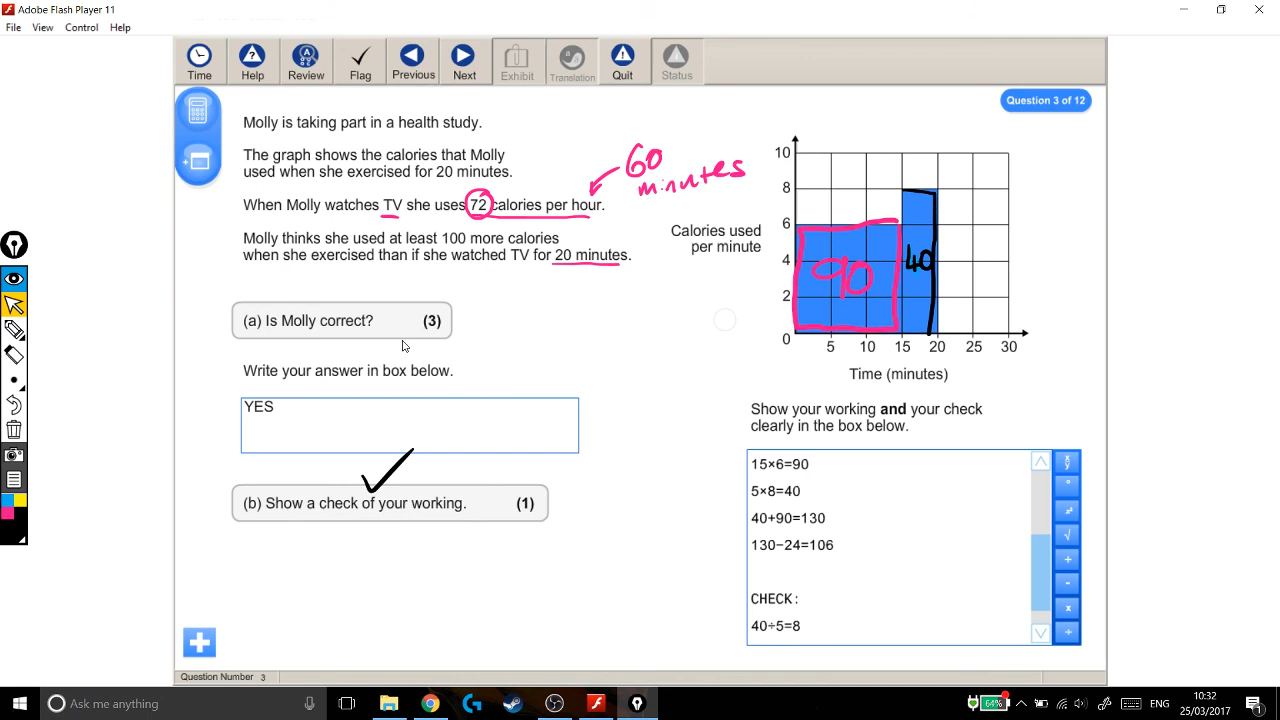 Adobe Flash Player 11
File View Control Help
Time Help Review Flag Previous Next Exhibit Translation Quit Status
Question 3 of 12
Molly is taking part in a health study.
The graph shows the calories that Molly
used when she exercised for 20 minutes.
When Molly watches TV she uses 72 calories per hour.
60
minutes
Molly thinks she used at least 100 more calories
when she exercised than if she watched TV for 20 minutes.
(a) Is Molly correct? (3)
Write your answer in box below.
YES
(b) Show a check of your working. (1)
Calories used
per minute
10
8
6
4
2
0
90
40
5 10 15 20 25 30
Time (minutes)
Show your working and your check
clearly in the box below.
15×6=90
5×8=40
40+90=130
130−24=106
CHECK:
40÷5=8
Question Number 3
Ask me anything
64%
ENG
10:32
25/03/2017